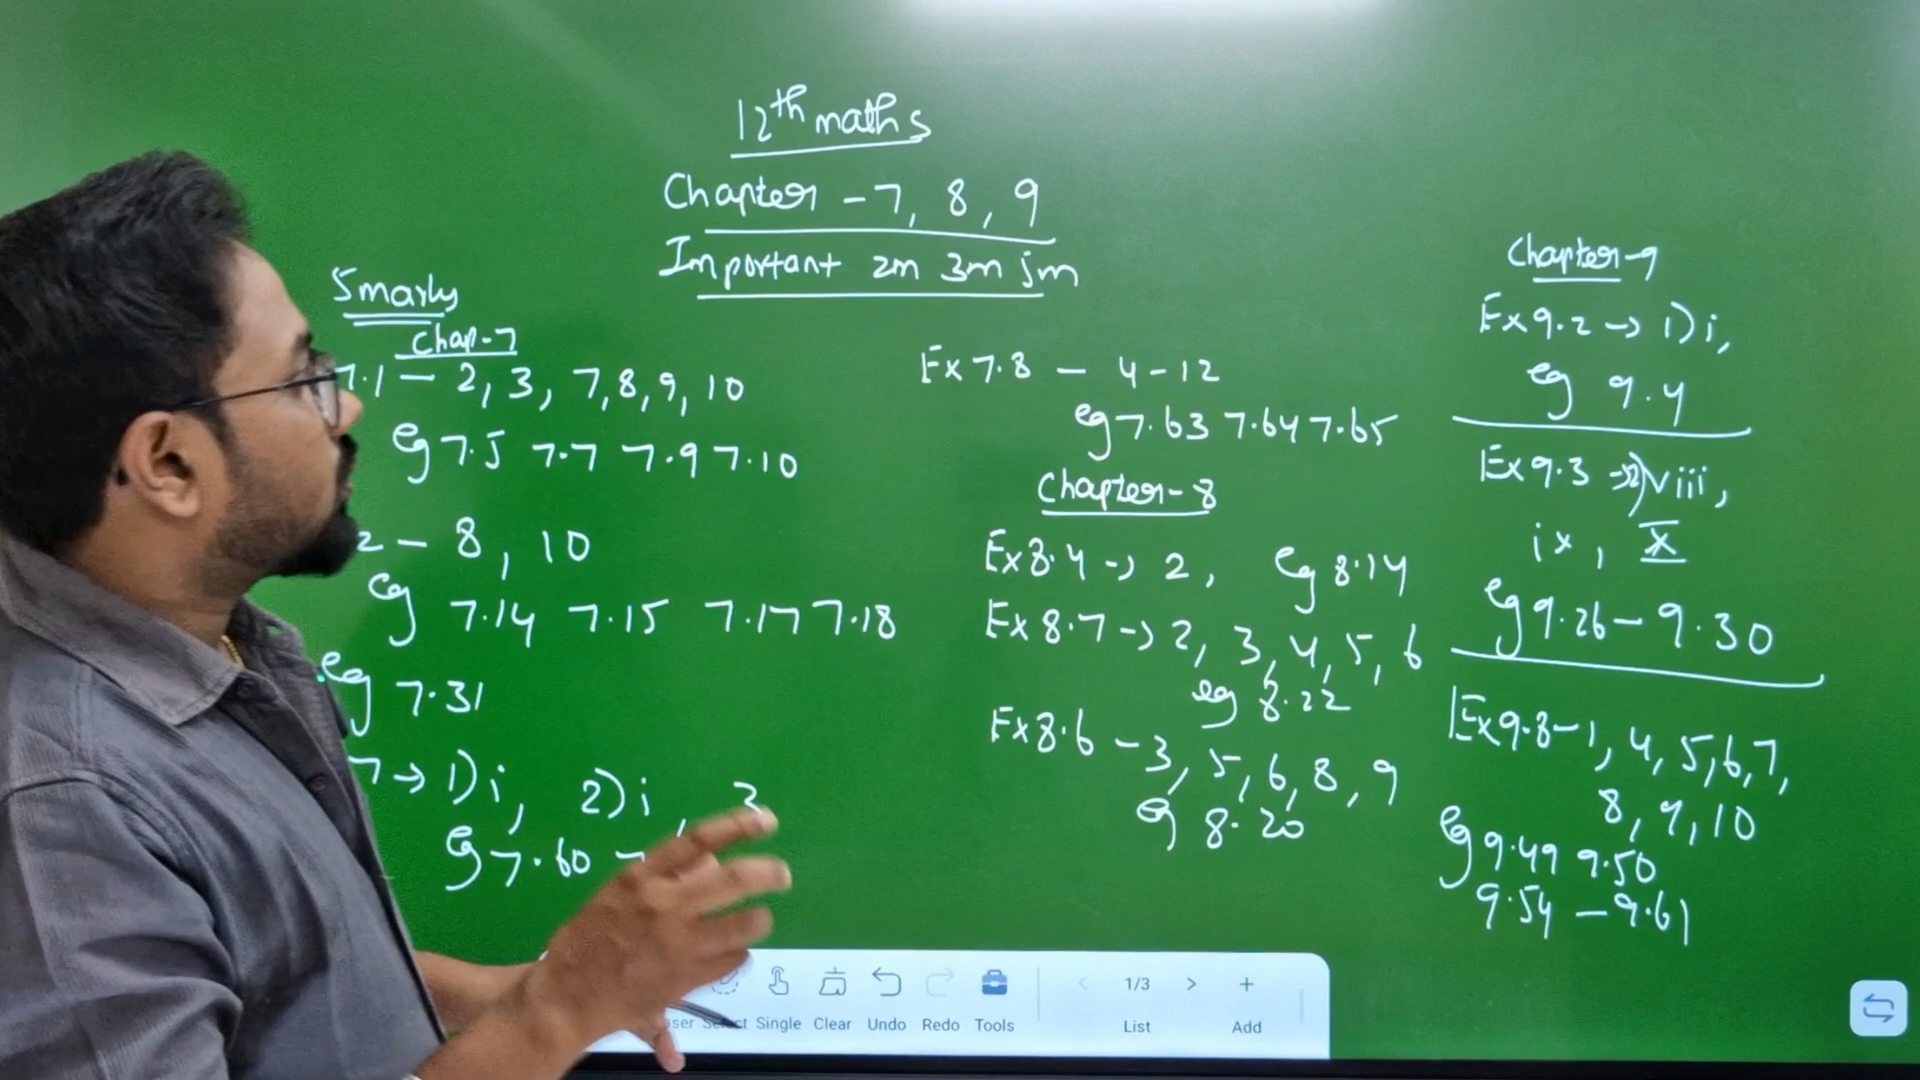 12th maths
Chapter - 7, 8, 9
Important 2m 3m 5m
5 marks
Chap-7
7.1 - 2, 3, 7, 8, 9, 10
eg 7.5 7.7 7.9 7.10
2 - 8, 10
eg 7.14 7.15 7.17 7.18
eg 7.31
7 → 1) i, 2) i, 3
eg 7.60
Ex 7.8 - 4-12
eg 7.63 7.64 7.65
Chapter-8
Ex 8.4 → 2, eg 8.14
Ex 8.7 → 2, 3, 4, 5, 6
eg 8.22
Ex 8.6 - 3, 5, 6, 8, 9
eg 8.20
Chapter-9
Ex 9.2 → 1) i,
eg 9.4
Ex 9.3 → 2) viii,
ix, x
eg 9.26 - 9.30
Ex 9.8 - 1, 4, 5, 6, 7,
8, 9, 10
eg 9.49 9.50
9.54 - 9.61
1/3
Select Single Clear Undo Redo Tools List Add